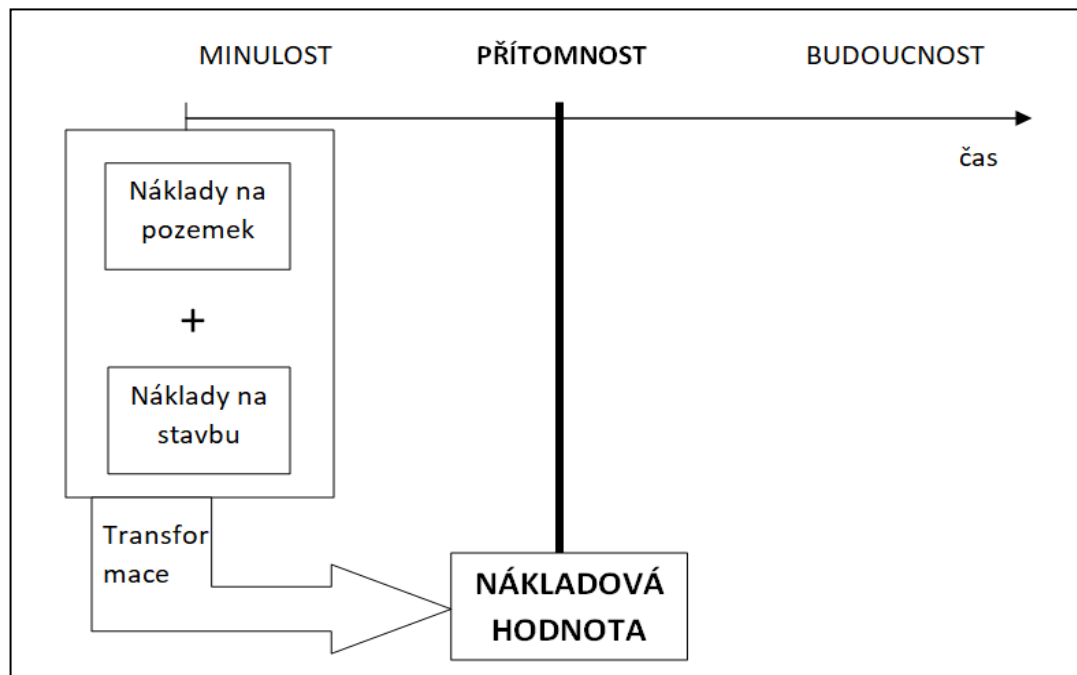 MINULOST PŘÍTOMNOST BUDOUCNOST
čas
Náklady na
pozemek
+
Náklady na
stavbu
Transfor
mace
NÁKLADOVÁ
HODNOTA